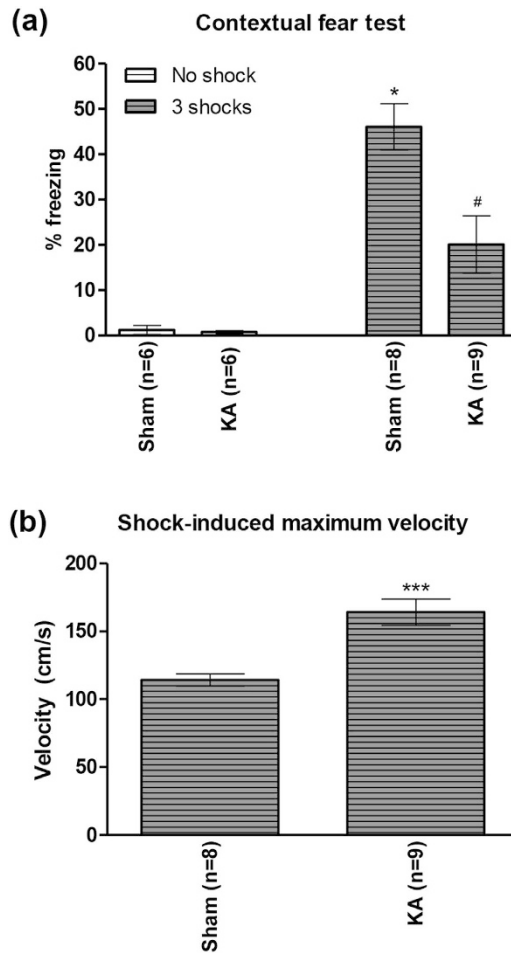 (a) Contextual fear test
60
50
40
30
20
10
0
% freezing
No shock
3 shocks
*
#
Sham (n=6)
KA (n=6)
Sham (n=8)
KA (n=9)
(b) Shock-induced maximum velocity
200
150
100
50
0
Velocity (cm/s)
***
Sham (n=8)
KA (n=9)